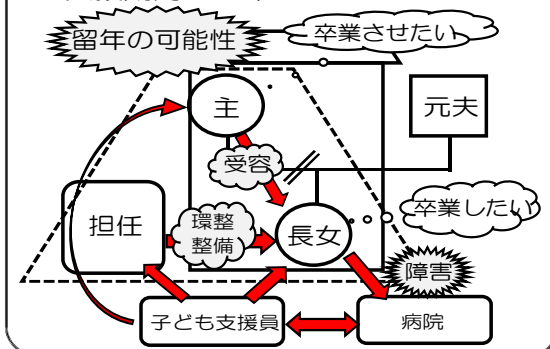 留年の可能性
卒業させたい
主
元夫
受容
担任
環整
整備
長女
卒業したい
障害
子ども支援員
病院